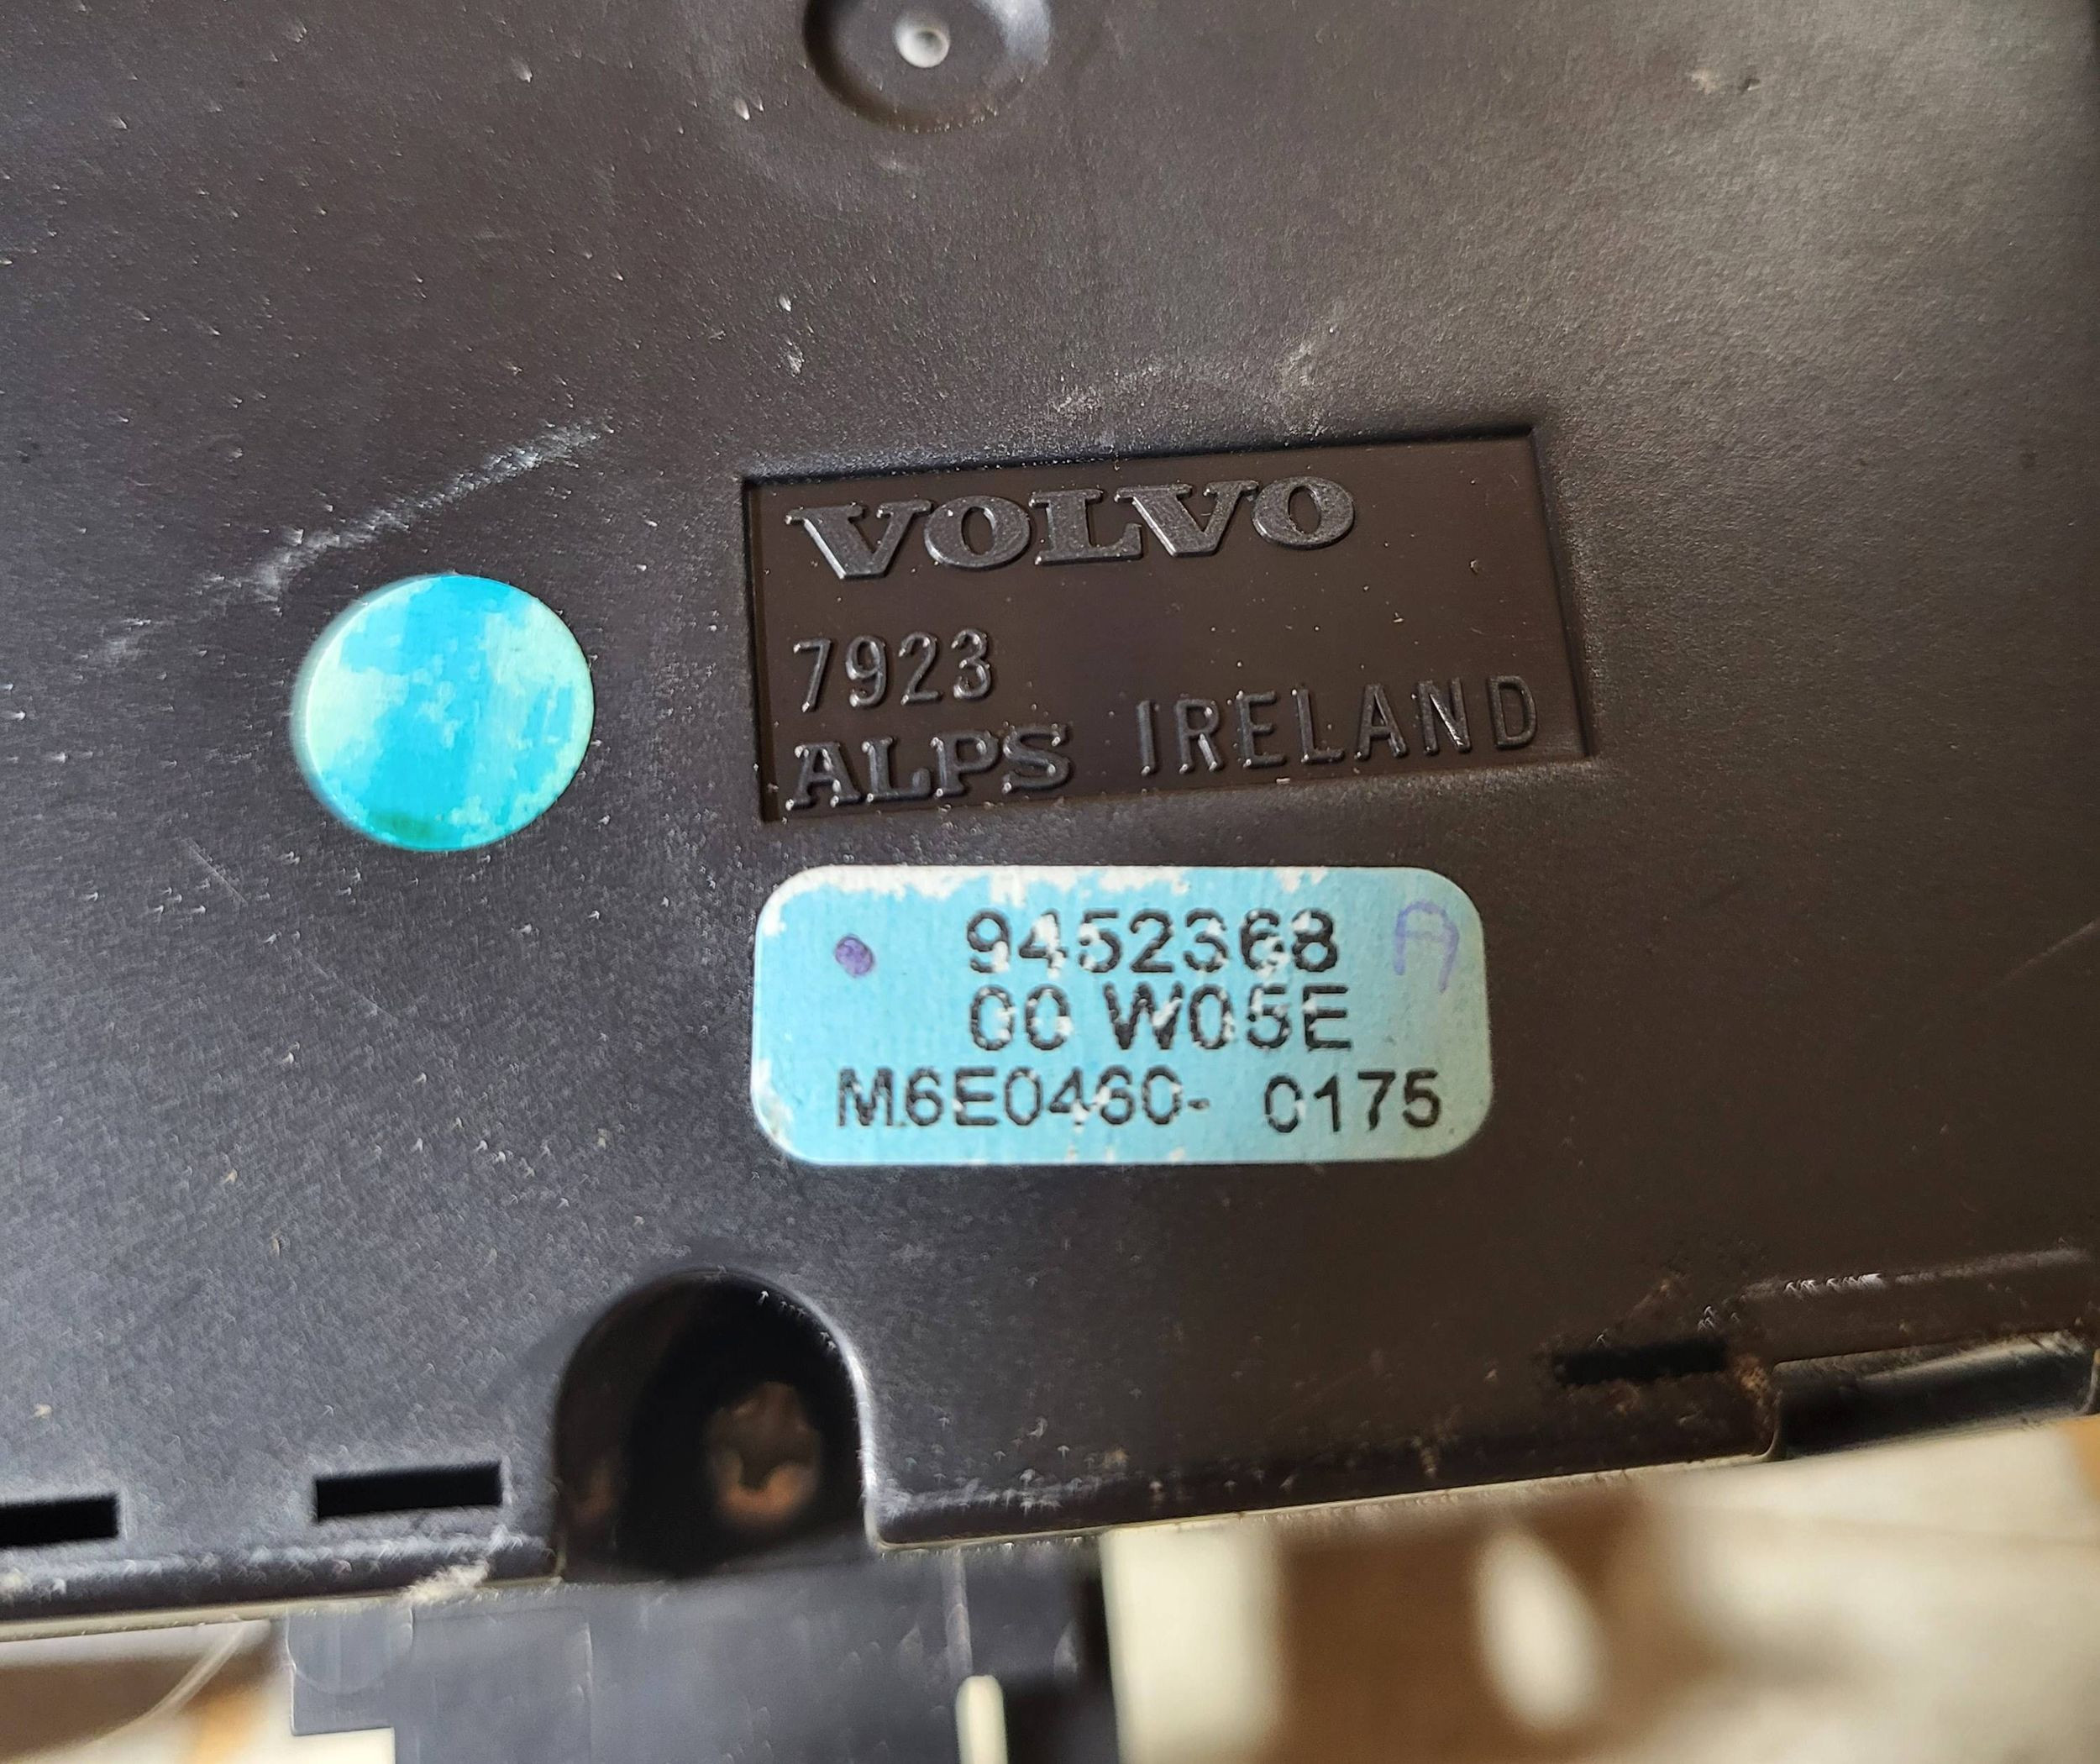 VOLVO
7923
ALPS IRELAND
9452368 A
00 W05E
M6E0460- 0175